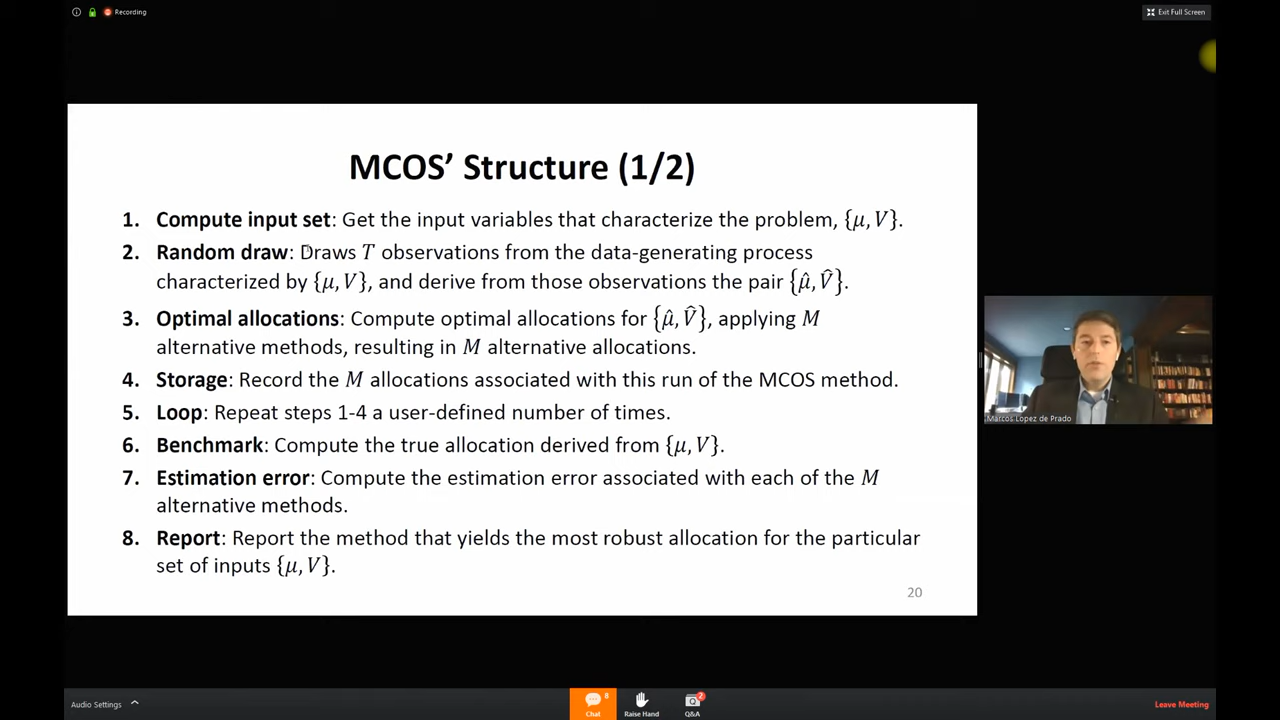 Recording
Exit Full Screen
MCOS’ Structure (1/2)
1. Compute input set: Get the input variables that characterize the problem, {μ, V}.
2. Random draw: Draws T observations from the data-generating process
characterized by {μ, V}, and derive from those observations the pair {μ̂, V̂}.
3. Optimal allocations: Compute optimal allocations for {μ̂, V̂}, applying M
alternative methods, resulting in M alternative allocations.
4. Storage: Record the M allocations associated with this run of the MCOS method.
5. Loop: Repeat steps 1-4 a user-defined number of times.
6. Benchmark: Compute the true allocation derived from {μ, V}.
7. Estimation error: Compute the estimation error associated with each of the M
alternative methods.
8. Report: Report the method that yields the most robust allocation for the particular
set of inputs {μ, V}.
20
Marcos Lopez de Prado
Audio Settings
8
Chat
Raise Hand
2
Q&A
Leave Meeting